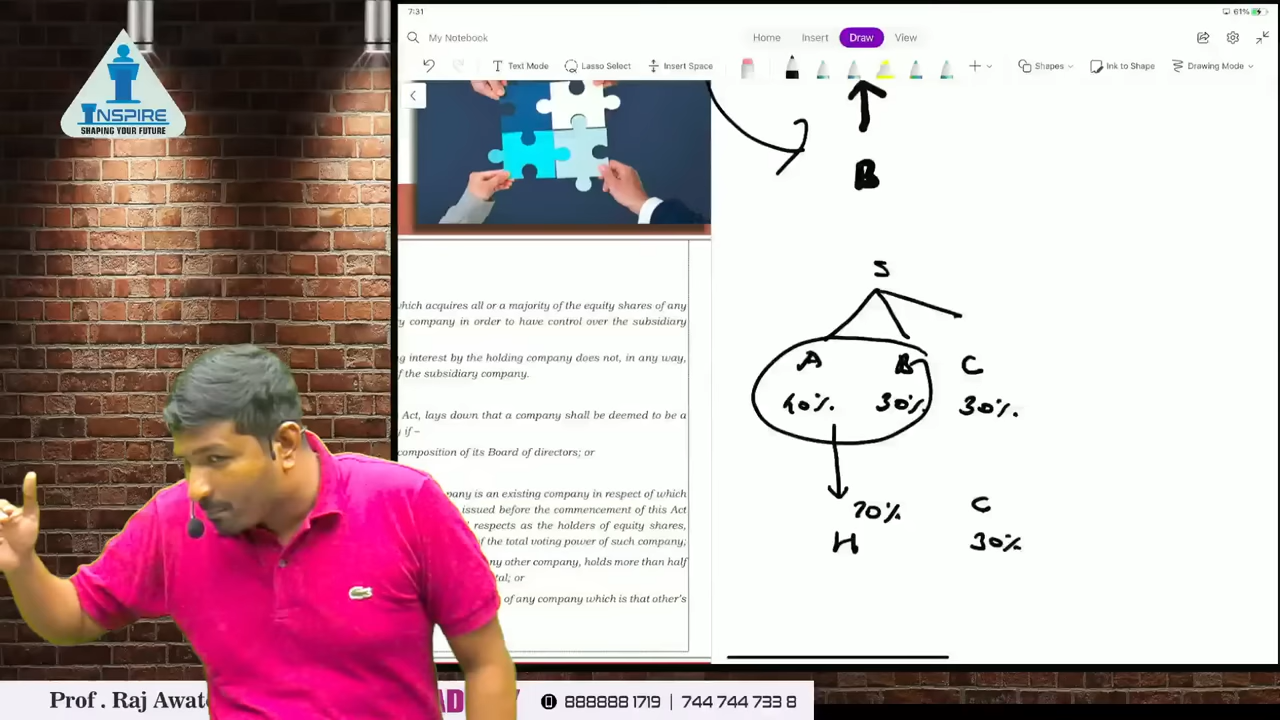 7:31
61%
INSPIRE
SHAPING YOUR FUTURE
My Notebook
Home Insert Draw View
Text Mode Lasso Select Insert Space Shapes Ink to Shape Drawing Mode
B
S
which acquires all or a majority of the equity shares of any
company in order to have control over the subsidiary
interest by the holding company does not, in any way,
f the subsidiary company.
Act, lays down that a company shall be deemed to be a
if –
composition of its Board of directors; or
pany is an existing company in respect of which
issued before the commencement of this Act
respects as the holders of equity shares,
of the total voting power of such company;
ny other company, holds more than half
tal; or
of any company which is that other's
A B C
40%. 30%. 30%.
70% C
H 30%
Prof . Raj Awate
ADEMY
888888 1719 | 744 744 733 8